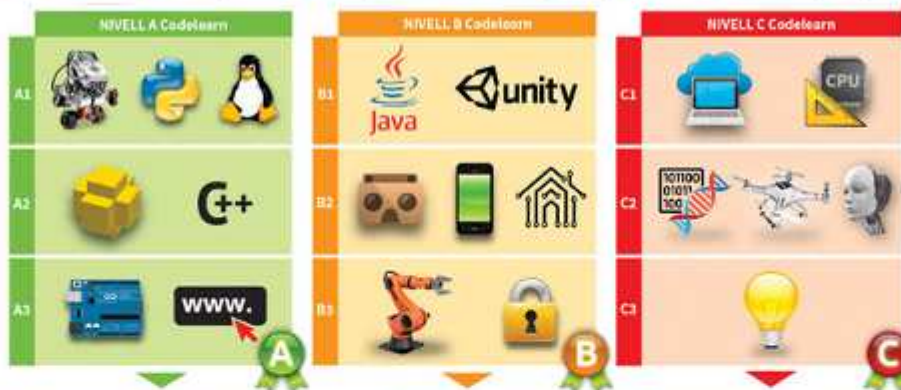 NIVELL A Codelearn
A1
A2
C++
A3
www.
A
NIVELL B Codelearn
B1
Java
unity
B2
B3
B
NIVELL C Codelearn
C1
CPU
C2
101100
01011
100
C3
C